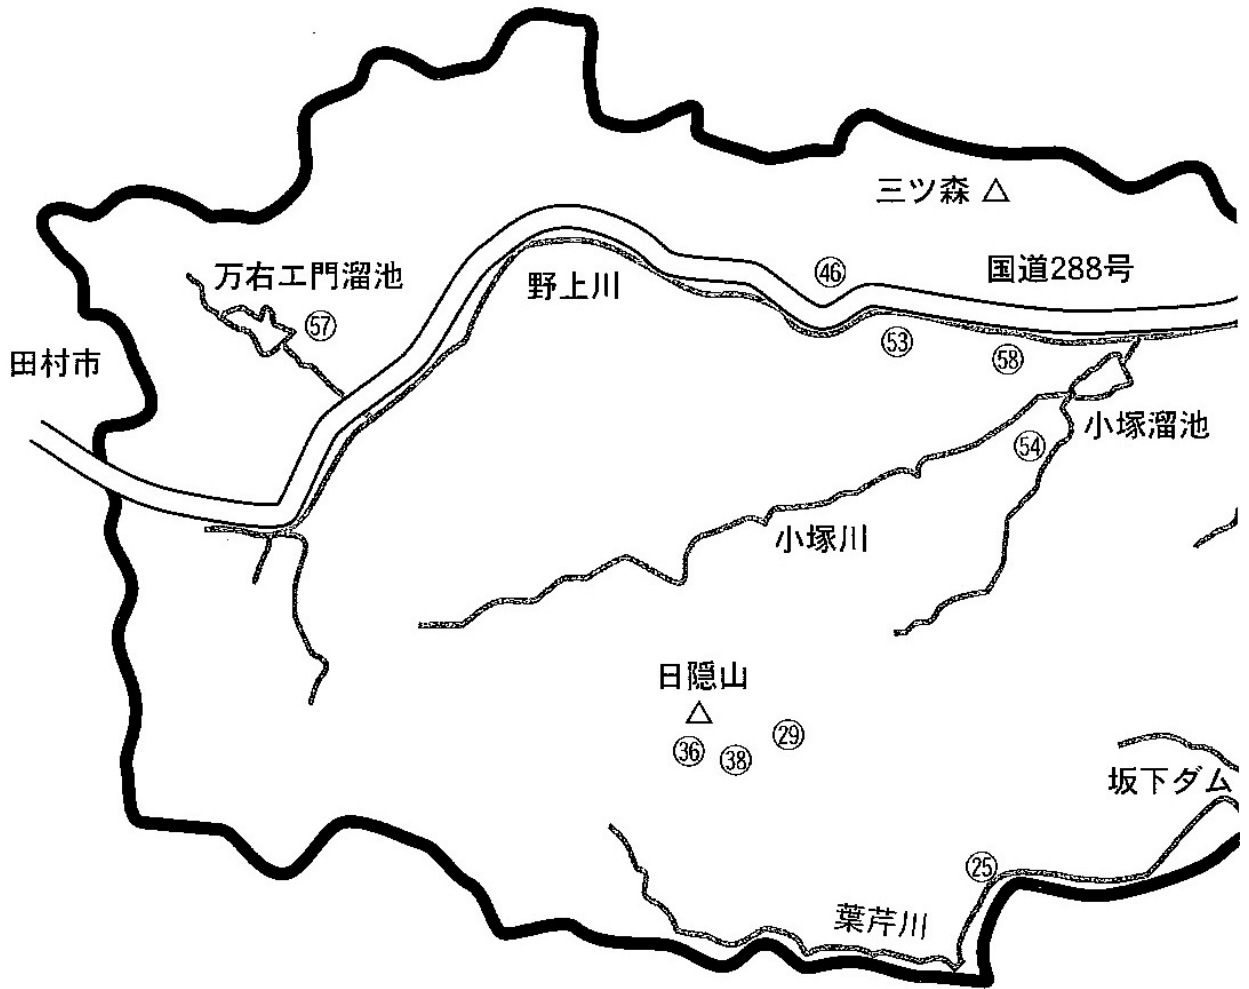 三ツ森 △
万右エ門溜池
㊻
国道288号
野上川
57
53
58
田村市
小塚溜池
54
小塚川
日隠山
△
㊱
㊳
㉙
坂下ダム
㉕
葉芹川